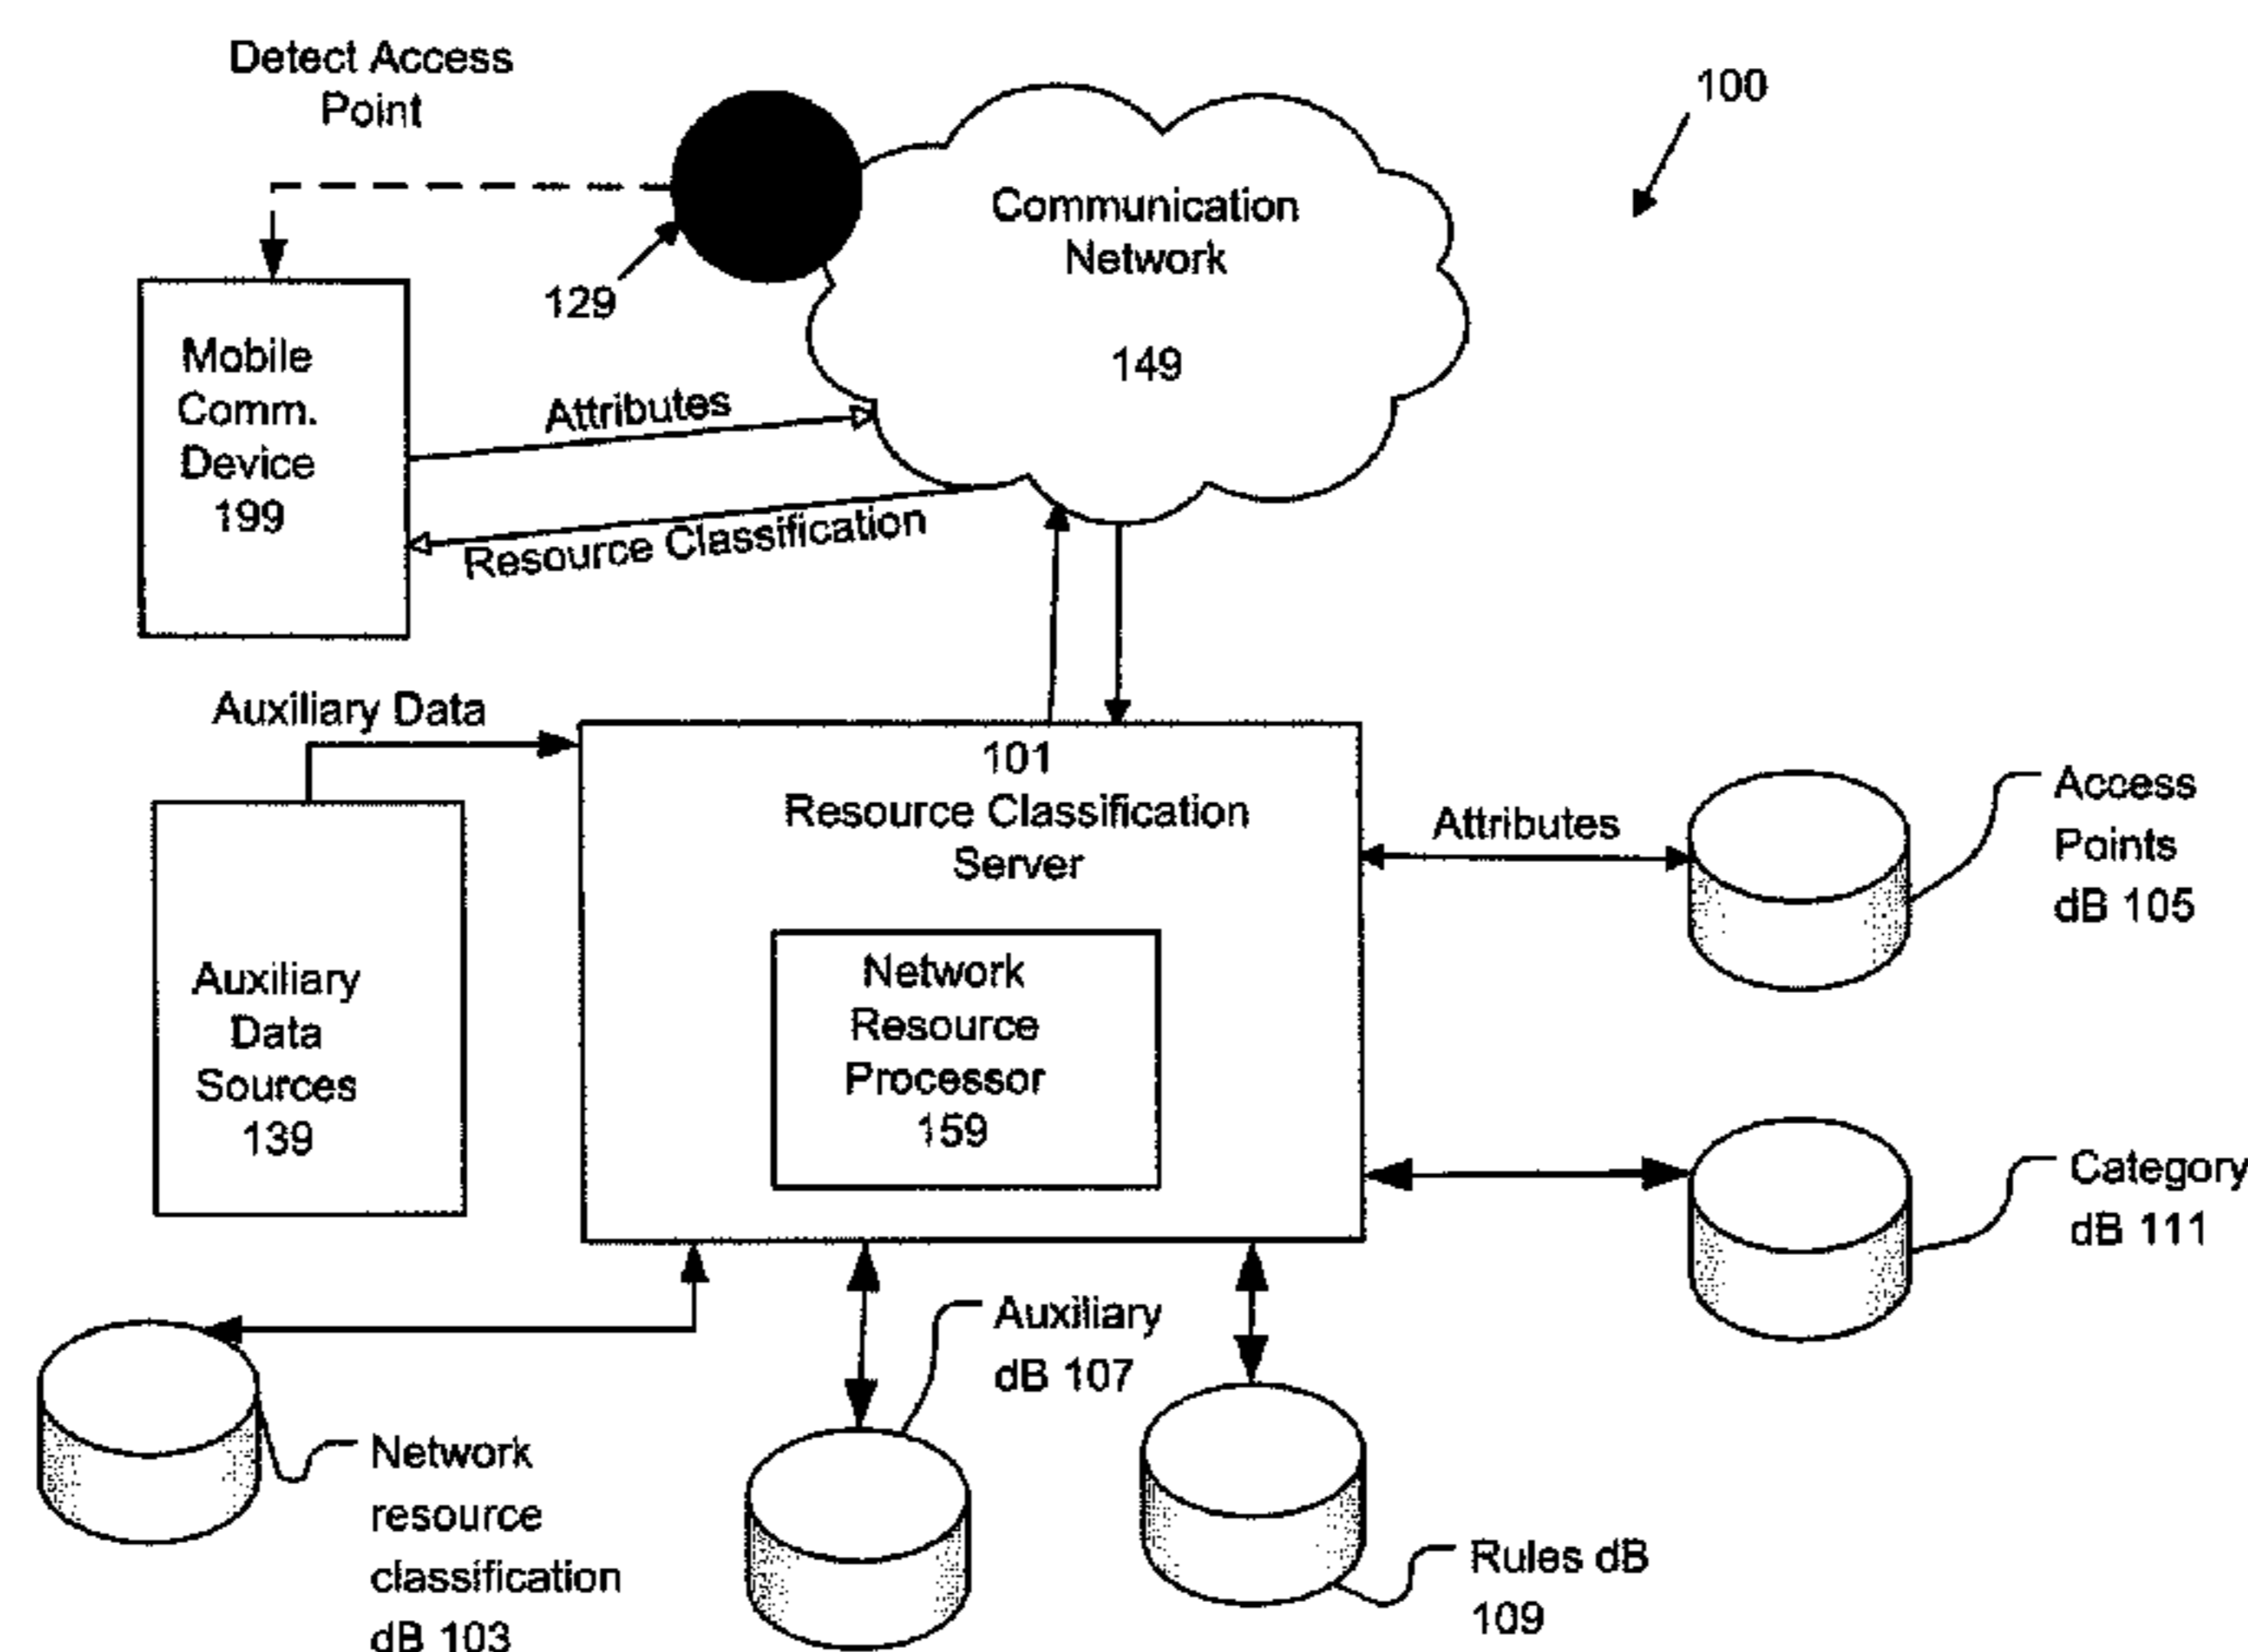 Detect Access
Point
100
Communication
Network
149
129
Mobile
Comm.
Device
199
Attributes
Resource Classification
Auxiliary Data
101
Resource Classification
Server
Attributes
Access
Points
dB 105
Network
Resource
Processor
159
Auxiliary
Data
Sources
139
Category
dB 111
Auxiliary
dB 107
Network
resource
classification
dB 103
Rules dB
109